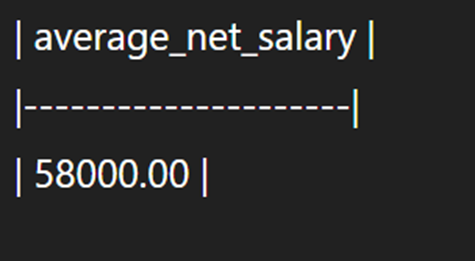 | average_net_salary |
|---------------------|
| 58000.00 |